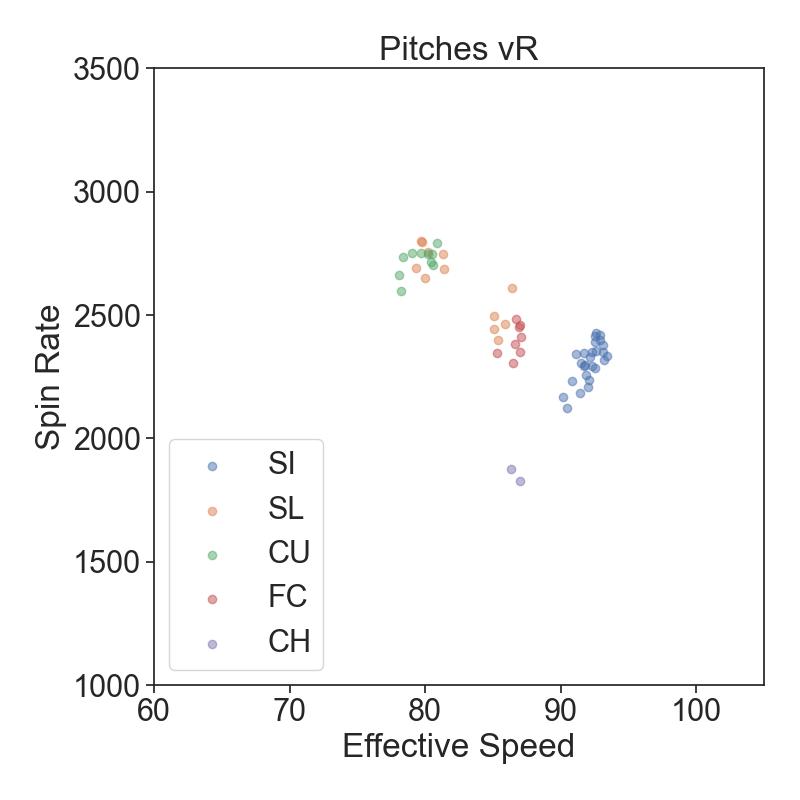 Pitches vR
3500
3000
2500
2000
1500
1000
Spin Rate
SI
SL
CU
FC
CH
60 70 80 90 100
Effective Speed